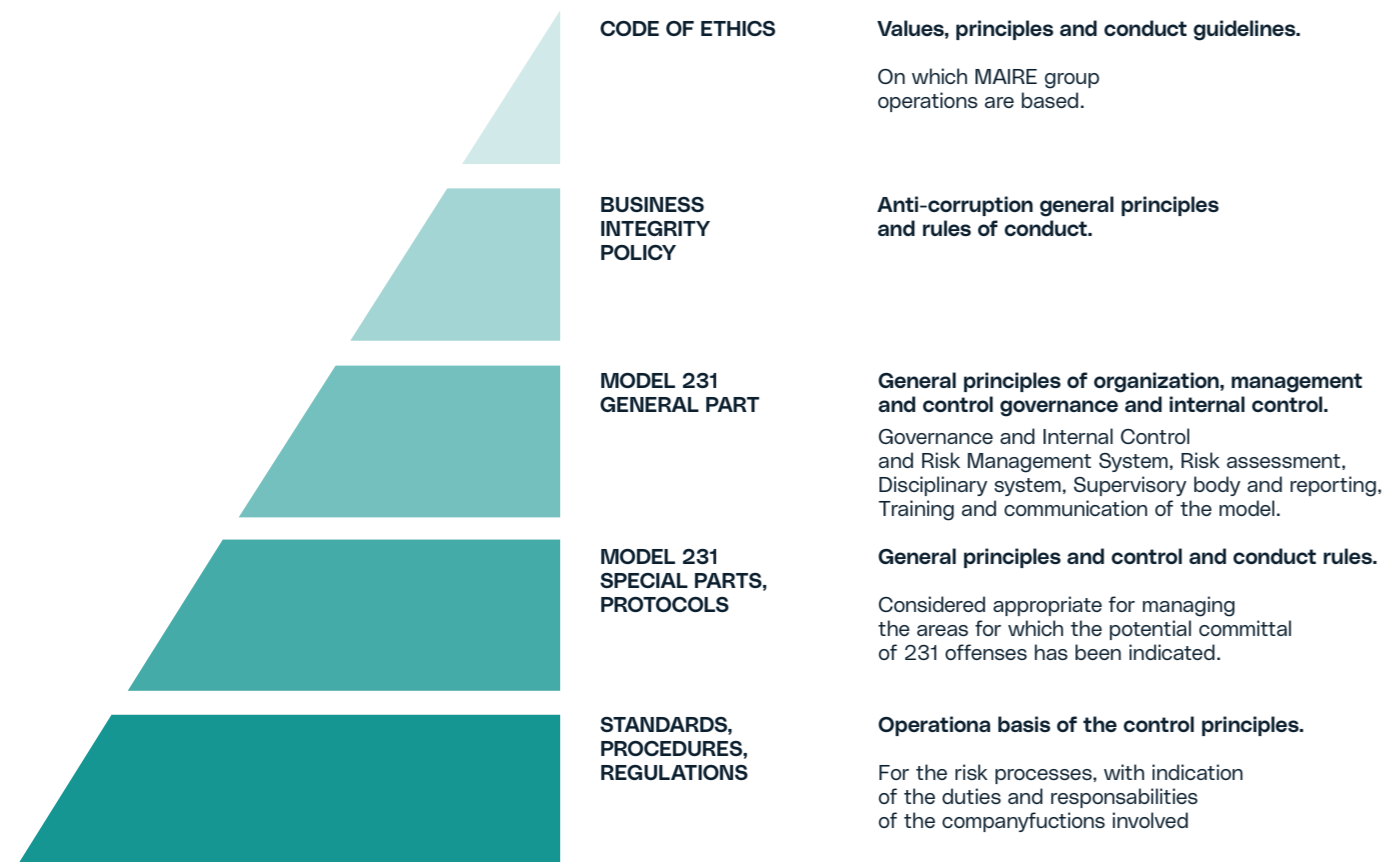 CODE OF ETHICS
Values, principles and conduct guidelines.
On which MAIRE group
operations are based.
BUSINESS
INTEGRITY
POLICY
Anti-corruption general principles
and rules of conduct.
MODEL 231
GENERAL PART
General principles of organization, management
and control governance and internal control.
Governance and Internal Control
and Risk Management System, Risk assessment,
Disciplinary system, Supervisory body and reporting,
Training and communication of the model.
MODEL 231
SPECIAL PARTS,
PROTOCOLS
General principles and control and conduct rules.
Considered appropriate for managing
the areas for which the potential committal
of 231 offenses has been indicated.
STANDARDS,
PROCEDURES,
REGULATIONS
Operationa basis of the control principles.
For the risk processes, with indication
of the duties and responsabilities
of the companyfuctions involved